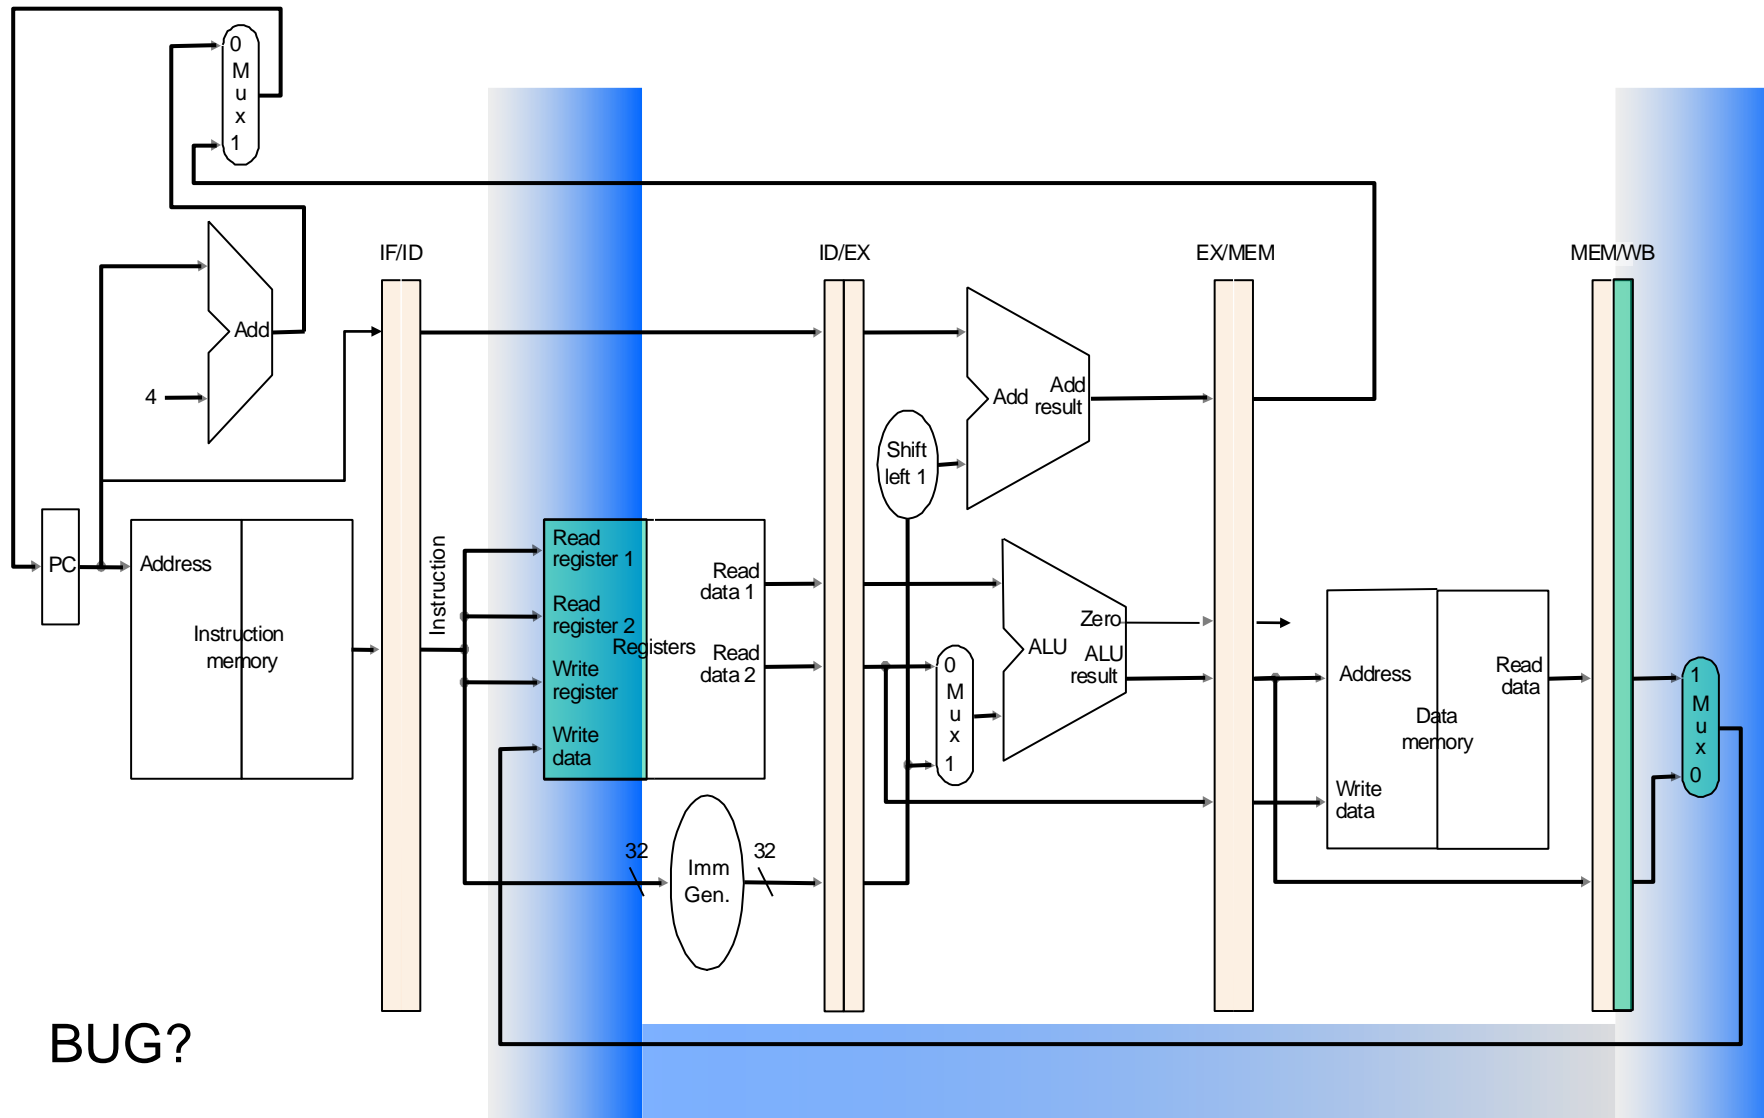 0
M
u
x
1
IF/ID
ID/EX
EX/MEM
MEM/WB
Add
4
Add
Add
result
Shift
left 1
PC
Address
Instruction
memory
Instruction
Read
register 1
Read
register 2
Write
register
Write
data
Registers
Read
data 1
Read
data 2
0
M
u
x
1
Zero
ALU
ALU
result
Address
Read
data
Data
memory
Write
data
1
M
u
x
0
32
Imm
Gen.
32
BUG?